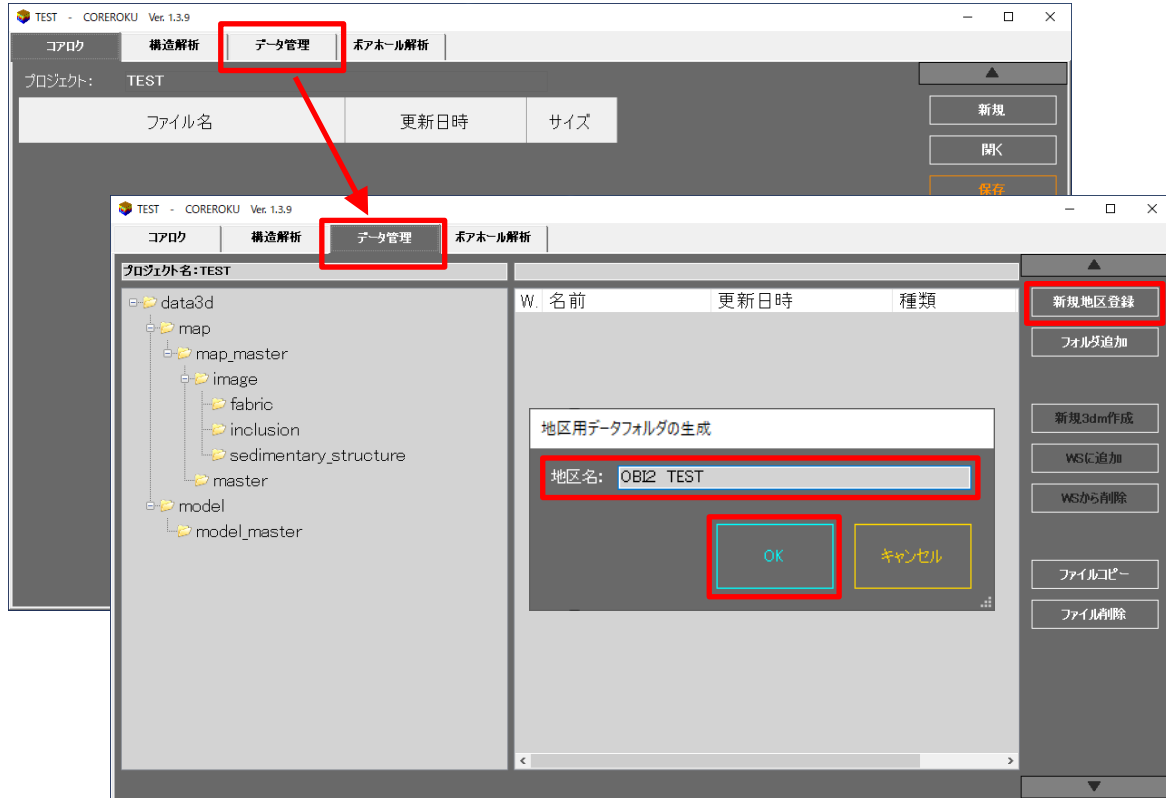 TEST - COREROKU Ver. 1.3.9
コアロク 構造解析 データ管理 ボアホール解析
プロジェクト: TEST
ファイル名 更新日時 サイズ
新規
開く
保存
TEST - COREROKU Ver. 1.3.9
コアロク 構造解析 データ管理 ボアホール解析
プロジェクト名:TEST
data3d
map
map_master
image
fabric
inclusion
sedimentary_structure
master
model
model_master
W. 名前 更新日時 種類
地区用データフォルダの生成
地区名: OBI2 TEST
OK キャンセル
新規地区登録
フォルダ追加
新規3dm作成
WSに追加
WSから削除
ファイルコピー
ファイル削除